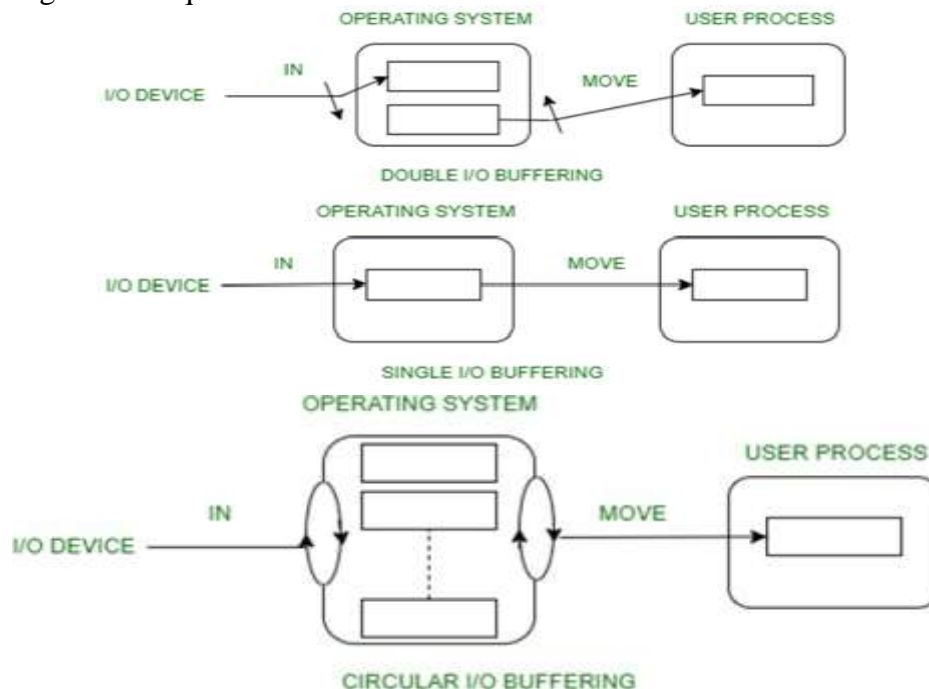 OPERATING SYSTEM USER PROCESS
IN
MOVE
I/O DEVICE
DOUBLE I/O BUFFERING
OPERATING SYSTEM USER PROCESS
IN MOVE
I/O DEVICE
SINGLE I/O BUFFERING
OPERATING SYSTEM
USER PROCESS
IN MOVE
I/O DEVICE
CIRCULAR I/O BUFFERING